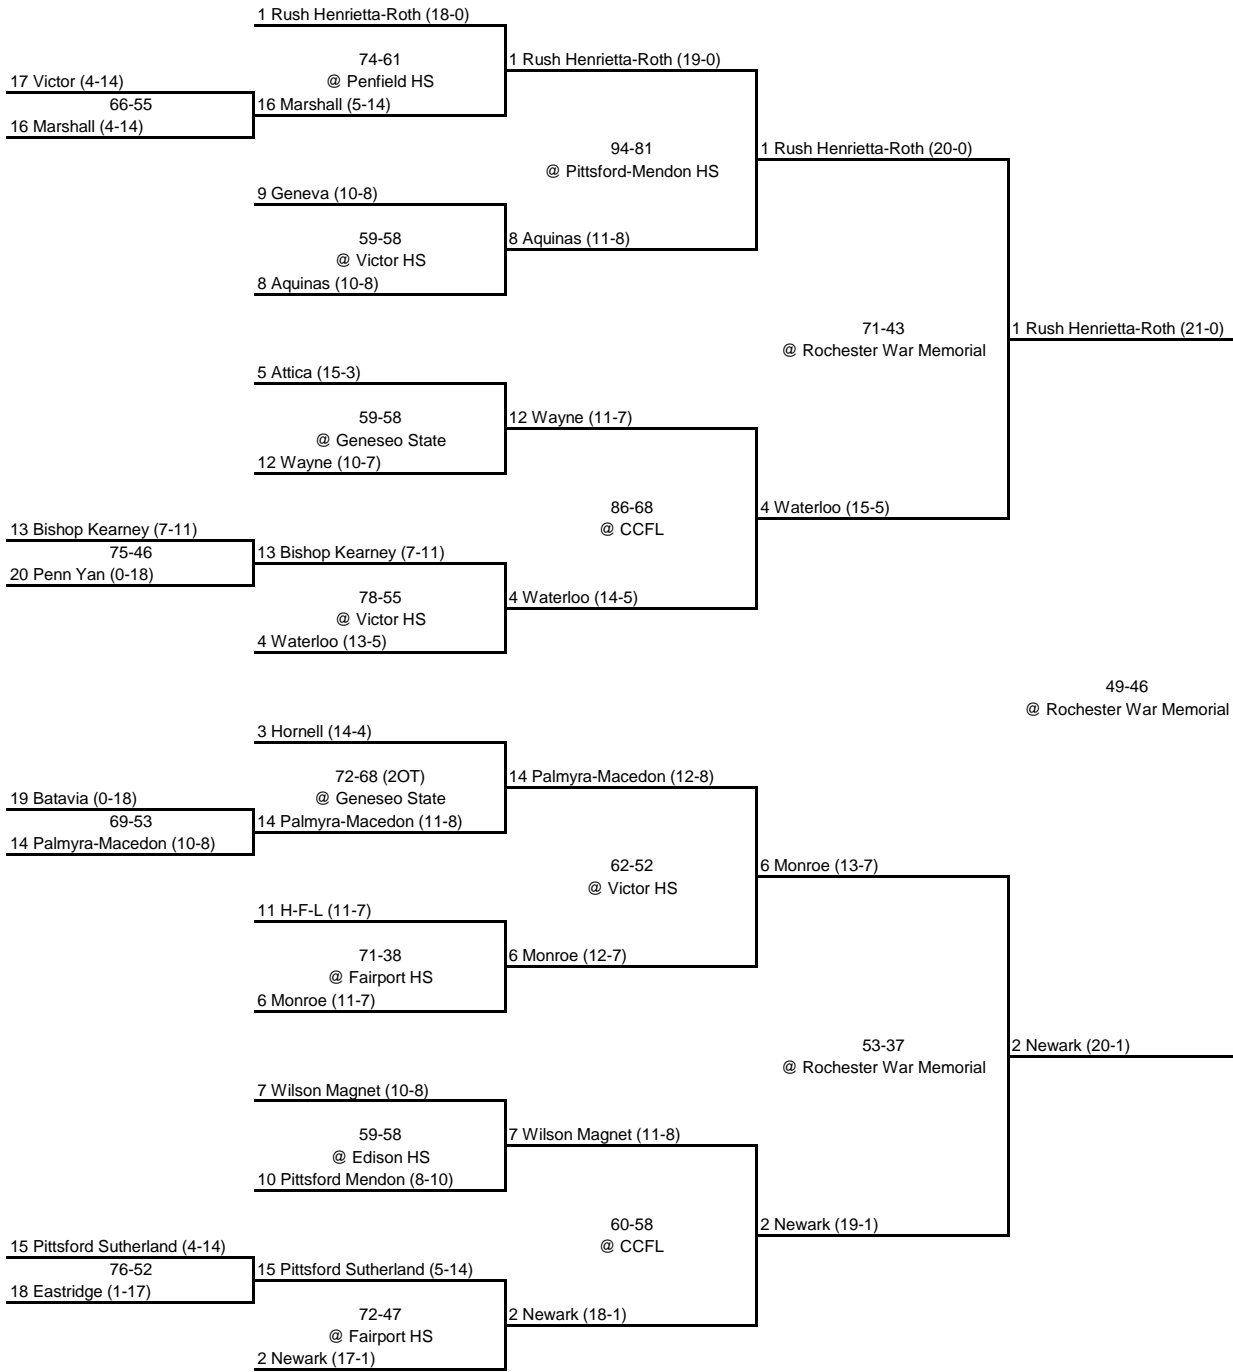 1 Rush Henrietta-Roth (18-0)
74-61
@ Penfield HS
1 Rush Henrietta-Roth (19-0)
17 Victor (4-14)
66-55
16 Marshall (5-14)
16 Marshall (4-14)
94-81
@ Pittsford-Mendon HS
1 Rush Henrietta-Roth (20-0)
9 Geneva (10-8)
59-58
@ Victor HS
8 Aquinas (11-8)
8 Aquinas (10-8)
71-43
@ Rochester War Memorial
1 Rush Henrietta-Roth (21-0)
5 Attica (15-3)
59-58
@ Geneseo State
12 Wayne (11-7)
12 Wayne (10-7)
86-68
@ CCFL
4 Waterloo (15-5)
13 Bishop Kearney (7-11)
75-46
13 Bishop Kearney (7-11)
20 Penn Yan (0-18)
78-55
@ Victor HS
4 Waterloo (14-5)
4 Waterloo (13-5)
49-46
@ Rochester War Memorial
3 Hornell (14-4)
72-68 (2OT)
@ Geneseo State
14 Palmyra-Macedon (12-8)
19 Batavia (0-18)
69-53
14 Palmyra-Macedon (11-8)
14 Palmyra-Macedon (10-8)
62-52
@ Victor HS
6 Monroe (13-7)
11 H-F-L (11-7)
71-38
@ Fairport HS
6 Monroe (12-7)
6 Monroe (11-7)
53-37
@ Rochester War Memorial
2 Newark (20-1)
7 Wilson Magnet (10-8)
59-58
@ Edison HS
7 Wilson Magnet (11-8)
10 Pittsford Mendon (8-10)
60-58
@ CCFL
2 Newark (19-1)
15 Pittsford Sutherland (4-14)
76-52
15 Pittsford Sutherland (5-14)
18 Eastridge (1-17)
72-47
@ Fairport HS
2 Newark (18-1)
2 Newark (17-1)